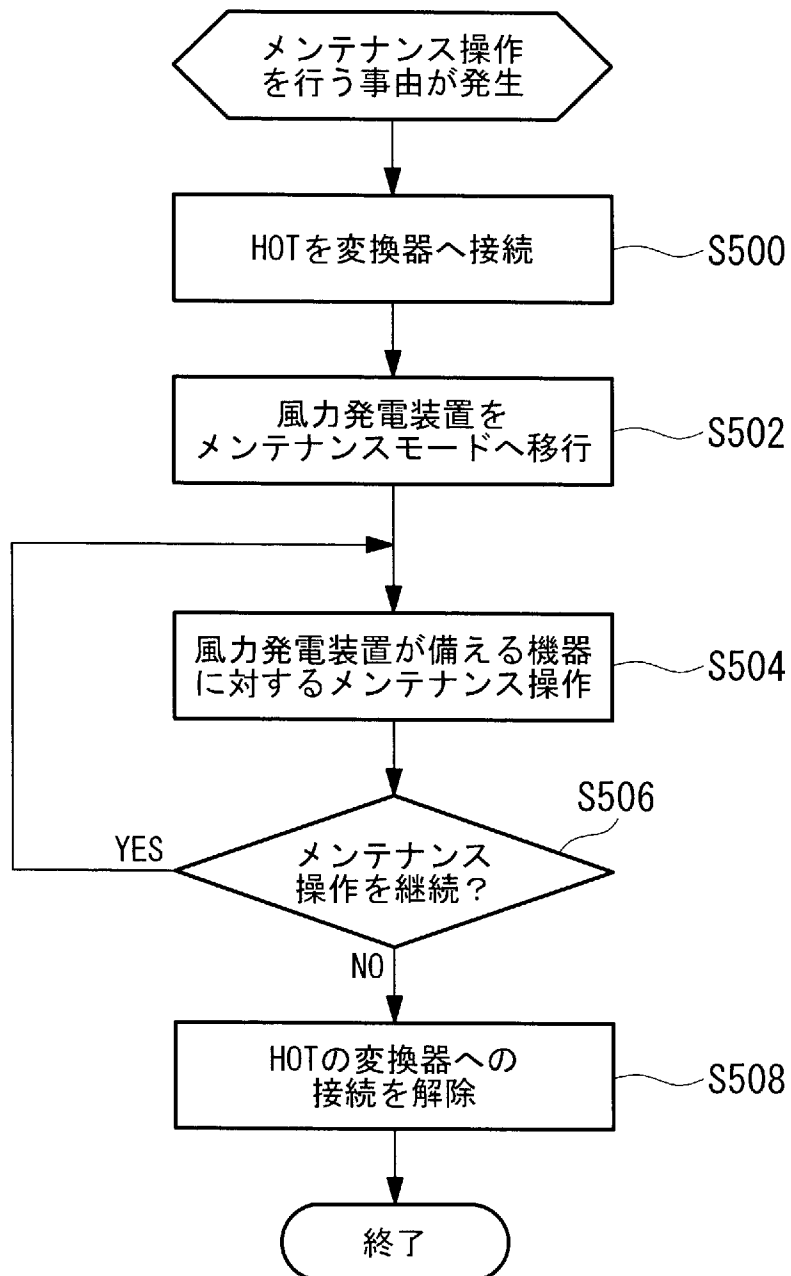 メンテナンス操作
を行う事由が発生
HOTを変換器へ接続
S500
風力発電装置を
メンテナンスモードへ移行
S502
風力発電装置が備える機器
に対するメンテナンス操作
S504
S506
YES
メンテナンス
操作を継続？
NO
HOTの変換器への
接続を解除
S508
終了